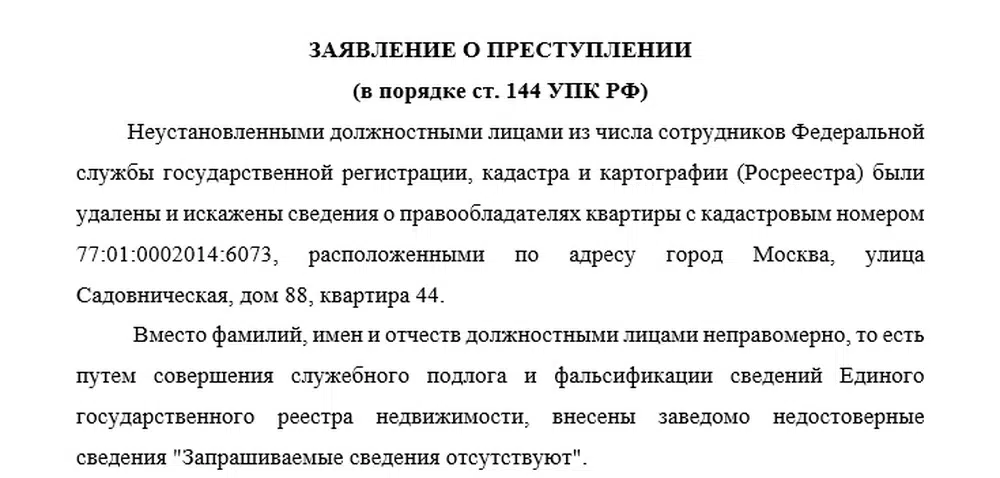 ЗАЯВЛЕНИЕ О ПРЕСТУПЛЕНИИ
(в порядке ст. 144 УПК РФ)
Неустановленными должностными лицами из числа сотрудников Федеральной
службы государственной регистрации, кадастра и картографии (Росреестра) были
удалены и искажены сведения о правообладателях квартиры с кадастровым номером
77:01:0002014:6073, расположенными по адресу город Москва, улица
Садовническая, дом 88, квартира 44.
Вместо фамилий, имен и отчеств должностными лицами неправомерно, то есть
путем совершения служебного подлога и фальсификации сведений Единого
государственного реестра недвижимости, внесены заведомо недостоверные
сведения "Запрашиваемые сведения отсутствуют".